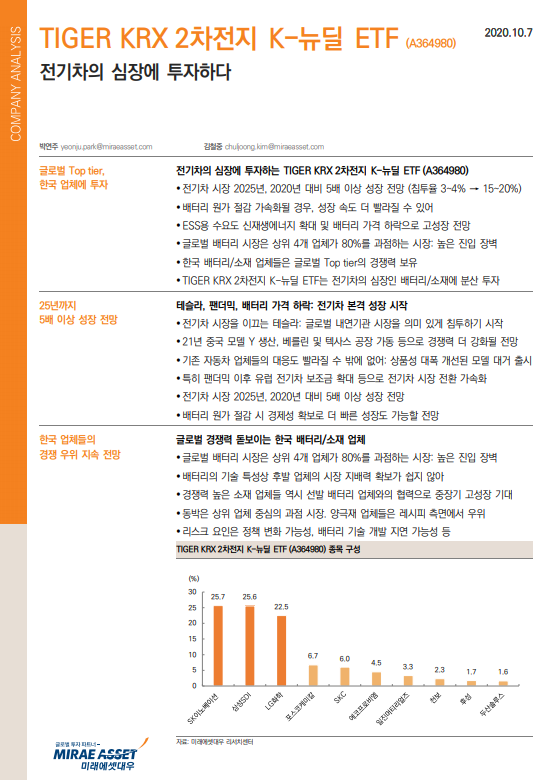 COMPANY ANALYSIS
TIGER KRX 2차전지 K-뉴딜 ETF (A364980)
2020.10.7
전기차의 심장에 투자하다
박연주 yeonju.park@miraeasset.com
김철중 chuljoong.kim@miraeasset.com
글로벌 Top tier,
한국 업체에 투자
전기차의 심장에 투자하는 TIGER KRX 2차전지 K-뉴딜 ETF (A364980)
• 전기차 시장 2025년, 2020년 대비 5배 이상 성장 전망 (침투율 3~4% → 15~20%)
• 배터리 원가 절감 가속화될 경우, 성장 속도 더 빨라질 수 있어
• ESS용 수요도 신재생에너지 확대 및 배터리 가격 하락으로 고성장 전망
• 글로벌 배터리 시장은 상위 4개 업체가 80%를 과점하는 시장: 높은 진입 장벽
• 한국 배터리/소재 업체들은 글로벌 Top tier의 경쟁력 보유
• TIGER KRX 2차전지 K-뉴딜 ETF는 전기차의 심장인 배터리/소재에 분산 투자
25년까지
5배 이상 성장 전망
테슬라, 팬더믹, 배터리 가격 하락: 전기차 본격 성장 시작
• 전기차 시장을 이끄는 테슬라: 글로벌 내연기관 시장을 의미 있게 침투하기 시작
• 21년 중국 모델 Y 생산, 베를린 및 텍사스 공장 가동 등으로 경쟁력 더 강화될 전망
• 기존 자동차 업체들의 대응도 빨라질 수 밖에 없어: 상품성 대폭 개선된 모델 대거 출시
• 특히 팬더믹 이후 유럽 전기차 보조금 확대 등으로 전기차 시장 전환 가속화
• 전기차 시장 2025년, 2020년 대비 5배 이상 성장 전망
• 배터리 원가 절감 시 경제성 확보로 더 빠른 성장도 가능할 전망
한국 업체들의
경쟁 우위 지속 전망
글로벌 경쟁력 돋보이는 한국 배터리/소재 업체
• 글로벌 배터리 시장은 상위 4개 업체가 80%를 과점하는 시장: 높은 진입 장벽
• 배터리의 기술 특성상 후발 업체의 시장 지배력 확보가 쉽지 않아
• 경쟁력 높은 소재 업체들 역시 선발 배터리 업체와의 협력으로 중장기 고성장 기대
• 동박은 상위 업체 중심의 과점 시장. 양극재 업체들은 레시피 측면에서 우위
• 리스크 요인은 정책 변화 가능성, 배터리 기술 개발 지연 가능성 등
TIGER KRX 2차전지 K-뉴딜 ETF (A364980) 종목 구성
(%)
30
25
20
15
10
5
0
25.7
25.6
22.5
6.7
6.0
4.5
3.3
2.3
1.7
1.6
SK이노베이션
삼성SDI
LG화학
포스코케미칼
SKC
에코프로비엠
일진머티리얼즈
천보
후성
두산솔루스
자료: 미래에셋대우 리서치센터
글로벌 투자 파트너 -
MIRAE ASSET
미래에셋대우